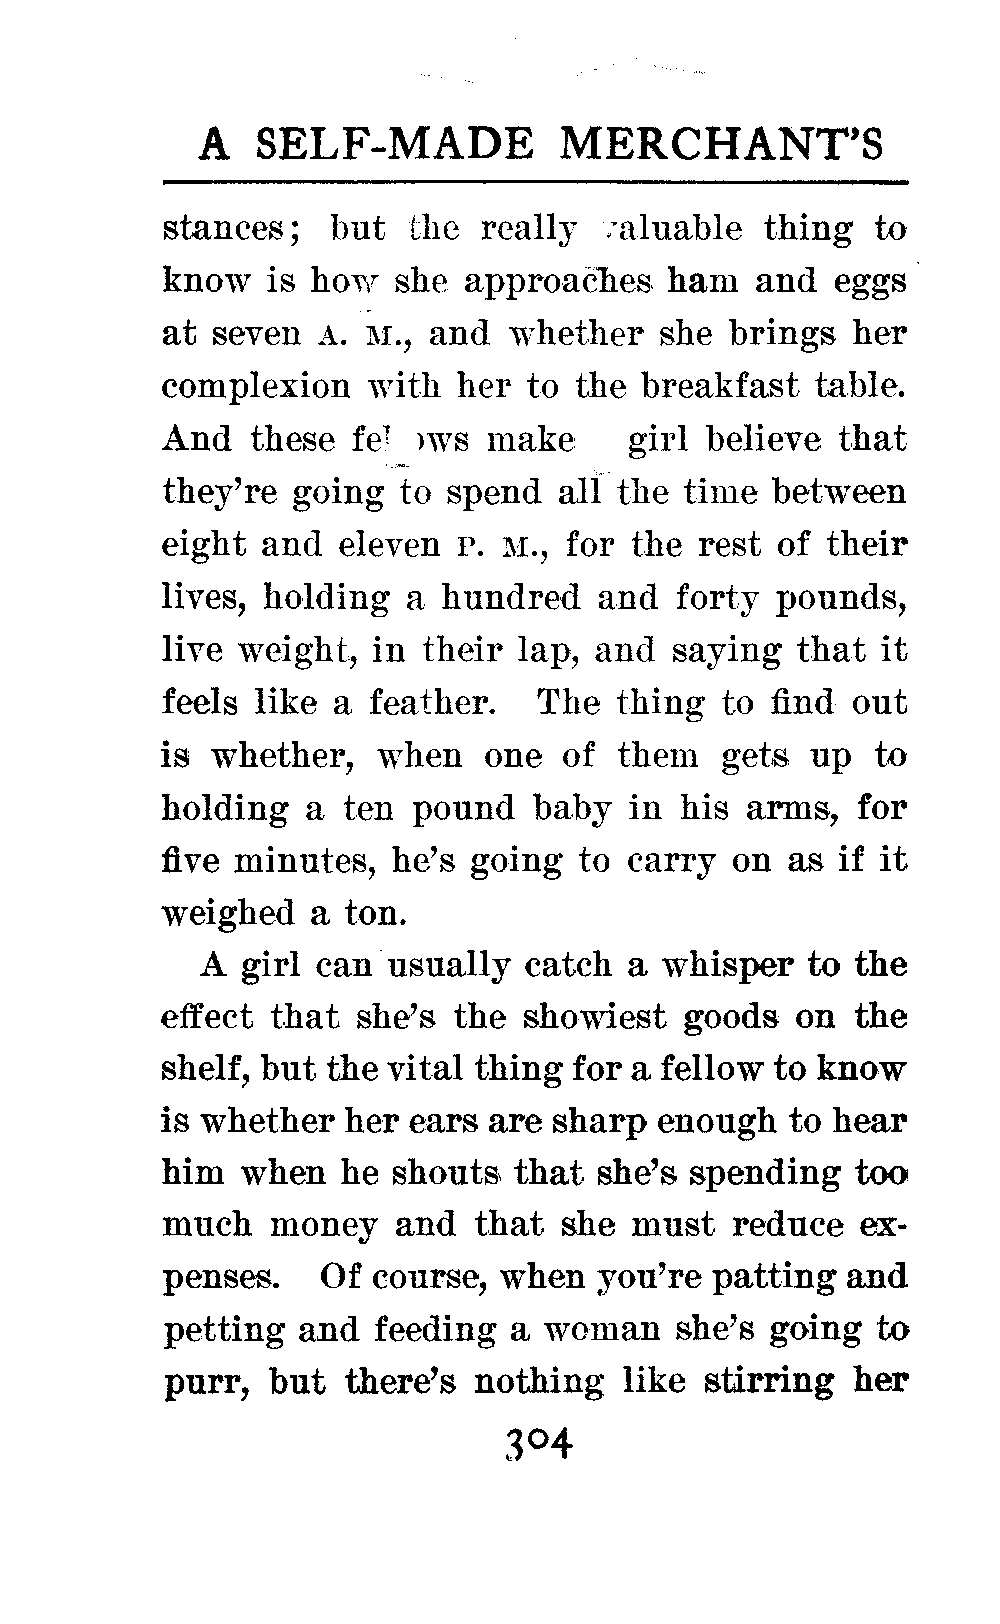 A SELF-MADE MERCHANT'S
stances; but the really valuable thing to
know is how she approaches ham and eggs
at seven A. M., and whether she brings her
complexion with her to the breakfast table.
And these fellows make girl believe that
they're going to spend all the time between
eight and eleven P. M., for the rest of their
lives, holding a hundred and forty pounds,
live weight, in their lap, and saying that it
feels like a feather. The thing to find out
is whether, when one of them gets up to
holding a ten pound baby in his arms, for
five minutes, he's going to carry on as if it
weighed a ton.
A girl can usually catch a whisper to the
effect that she's the showiest goods on the
shelf, but the vital thing for a fellow to know
is whether her ears are sharp enough to hear
him when he shouts that she's spending too
much money and that she must reduce ex-
penses. Of course, when you're patting and
petting and feeding a woman she's going to
purr, but there's nothing like stirring her
304